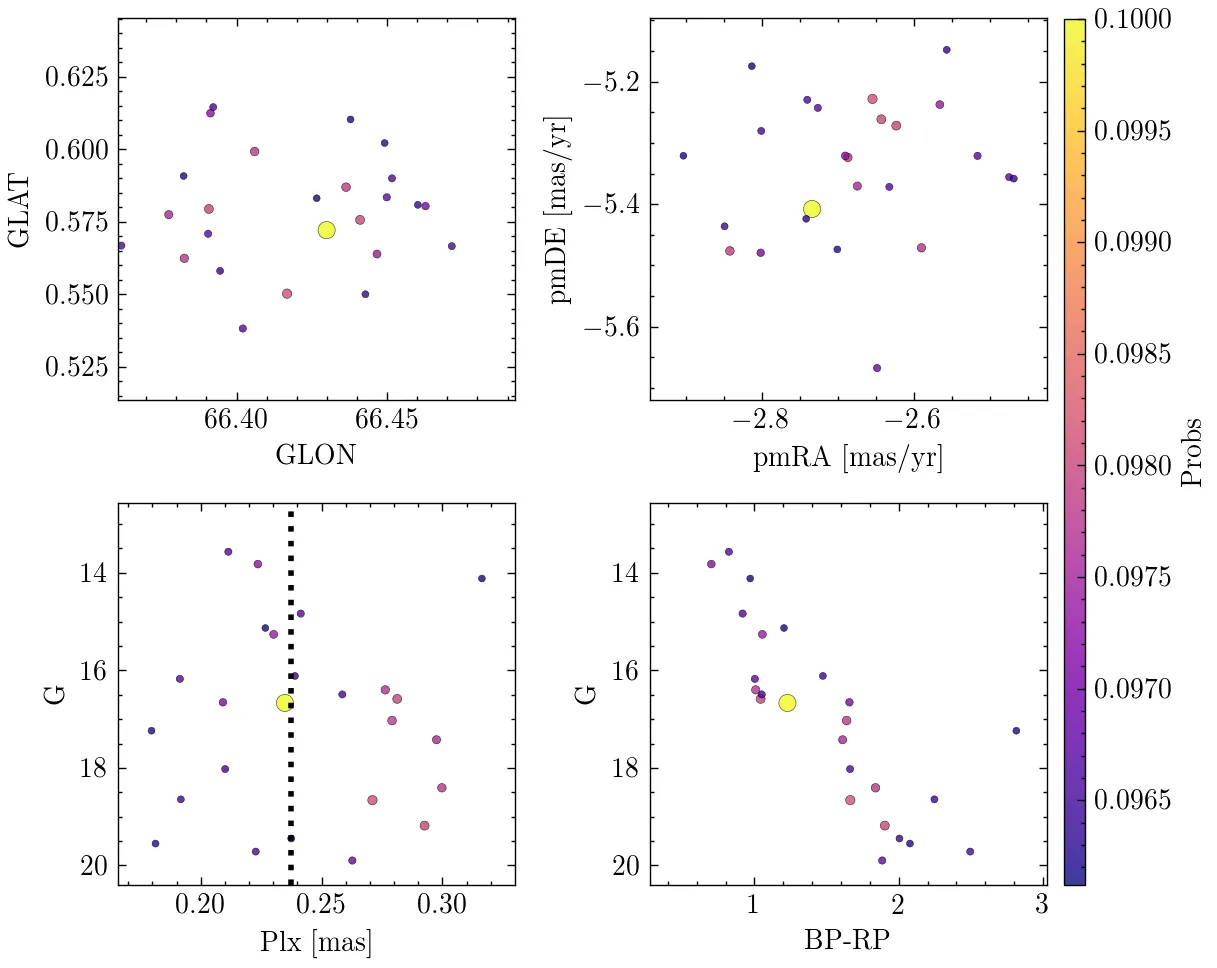 0.625
0.600
0.575
0.550
0.525
GLAT
66.40 66.45
GLON
−5.2
−5.4
−5.6
pmDE [mas/yr]
−2.8 −2.6
pmRA [mas/yr]
14
16
18
20
G
0.20 0.25 0.30
Plx [mas]
14
16
18
20
G
1 2 3
BP-RP
0.1000
0.0995
0.0990
0.0985
0.0980
0.0975
0.0970
0.0965
Probs